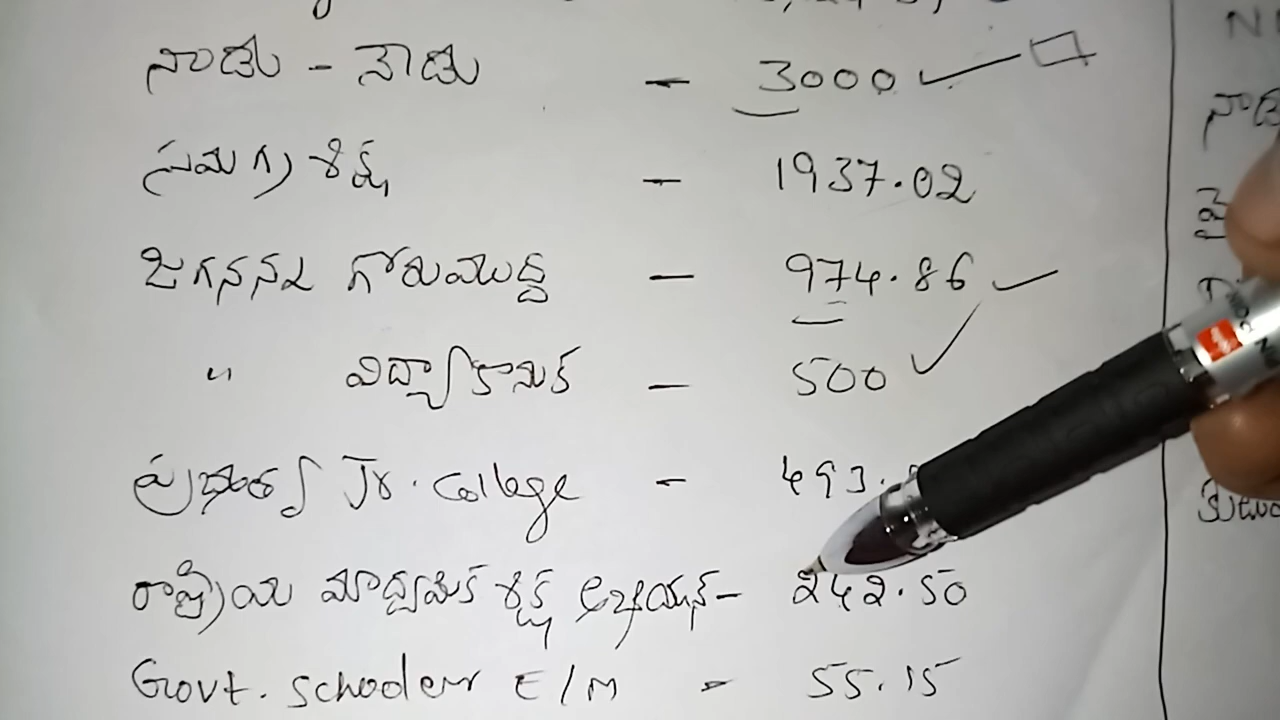 నాడు - నేడు - 3000
సమగ్ర శిక్ష - 1937.02
జగనన్న గోరుముద్ద - 974.86
" విద్యాకానుక - 500
ప్రభుత్వ Jr. College - 493.
రాష్ట్రీయ మాధ్యమిక శిక్ష అభియాన్ - 242.50
Govt. E/M - 55.15